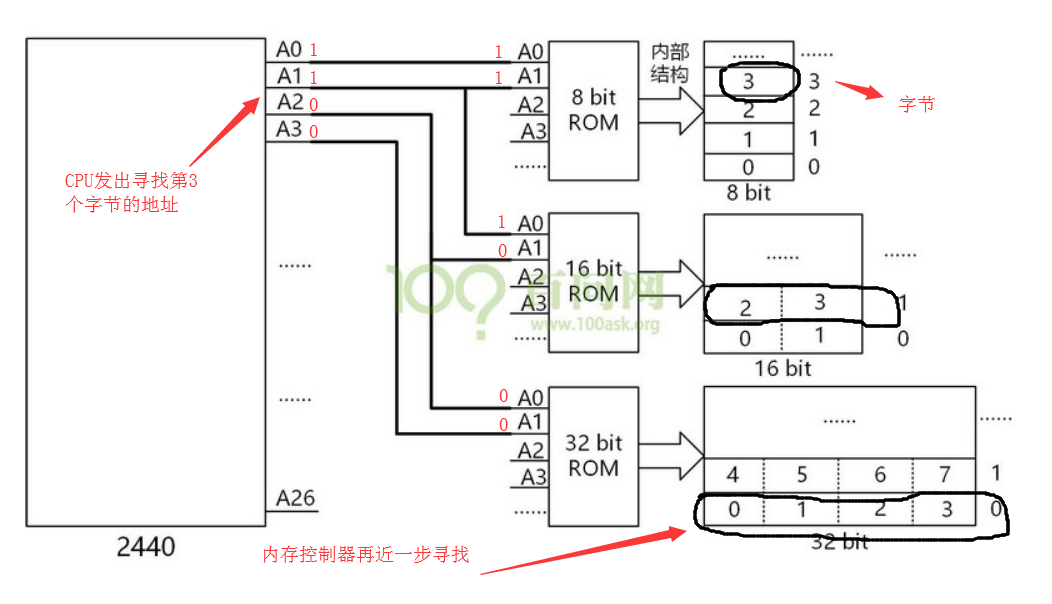 A0 1
A1 1
A2 0
A3 0
CPU发出寻找第3
个字节的地址
......
......
A26
2440
1 A0
1 A1
A2
A3
......
8 bit
ROM
内部
结构
...... ......
3 3
2 2
1 1
0 0
8 bit
字节
1 A0
0 A1
A2
A3
......
16 bit
ROM
...... ......
2 3 1
0 1 0
16 bit
100?百问网
www.100ask.org
0 A0
0 A1
A2
A3
......
32 bit
ROM
...... ......
4 5 6 7 1
0 1 2 3 0
32 bit
内存控制器再近一步寻找